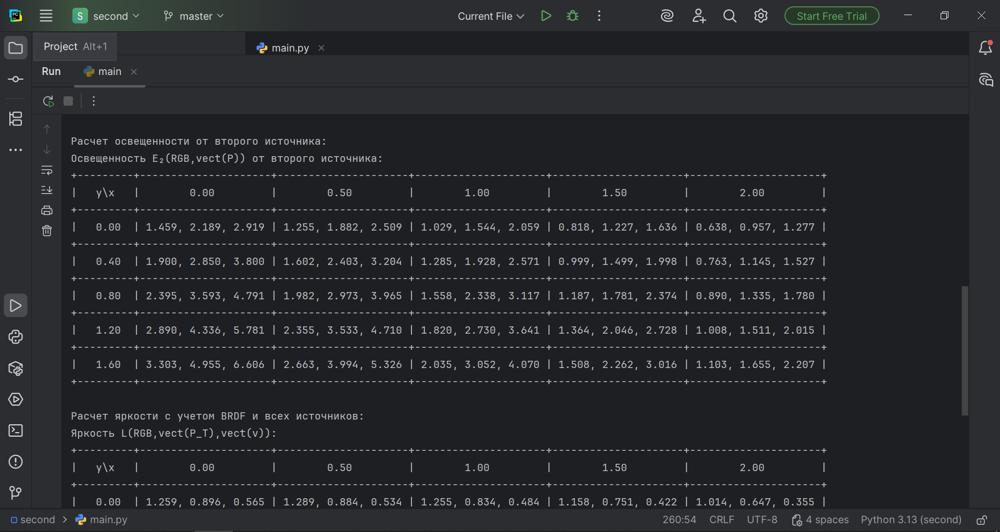 PC S second master Current File Start Free Trial
Project Alt+1 main.py
Run main
Расчет освещенности от второго источника:
Освещенность E₂(RGB,vect(P)) от второго источника:
+---------+---------------------+---------------------+---------------------+---------------------+---------------------+
|   y\x   |        0.00         |        0.50         |        1.00         |        1.50         |        2.00         |
+---------+---------------------+---------------------+---------------------+---------------------+---------------------+
|   0.00  | 1.459, 2.189, 2.919 | 1.255, 1.882, 2.509 | 1.029, 1.544, 2.059 | 0.818, 1.227, 1.636 | 0.638, 0.957, 1.277 |
+---------+---------------------+---------------------+---------------------+---------------------+---------------------+
|   0.40  | 1.900, 2.850, 3.800 | 1.602, 2.403, 3.204 | 1.285, 1.928, 2.571 | 0.999, 1.499, 1.998 | 0.763, 1.145, 1.527 |
+---------+---------------------+---------------------+---------------------+---------------------+---------------------+
|   0.80  | 2.395, 3.593, 4.791 | 1.982, 2.973, 3.965 | 1.558, 2.338, 3.117 | 1.187, 1.781, 2.374 | 0.890, 1.335, 1.780 |
+---------+---------------------+---------------------+---------------------+---------------------+---------------------+
|   1.20  | 2.890, 4.336, 5.781 | 2.355, 3.533, 4.710 | 1.820, 2.730, 3.641 | 1.364, 2.046, 2.728 | 1.008, 1.511, 2.015 |
+---------+---------------------+---------------------+---------------------+---------------------+---------------------+
|   1.60  | 3.303, 4.955, 6.606 | 2.663, 3.994, 5.326 | 2.035, 3.052, 4.070 | 1.508, 2.262, 3.016 | 1.103, 1.655, 2.207 |
+---------+---------------------+---------------------+---------------------+---------------------+---------------------+
Расчет яркости с учетом BRDF и всех источников:
Яркость L(RGB,vect(P_T),vect(v)):
+---------+---------------------+---------------------+---------------------+---------------------+---------------------+
|   y\x   |        0.00         |        0.50         |        1.00         |        1.50         |        2.00         |
+---------+---------------------+---------------------+---------------------+---------------------+---------------------+
|   0.00  | 1.259, 0.896, 0.565 | 1.289, 0.884, 0.534 | 1.255, 0.834, 0.484 | 1.158, 0.751, 0.422 | 1.014, 0.647, 0.355 |
second > main.py 260:54 CRLF UTF-8 4 spaces Python 3.13 (second)